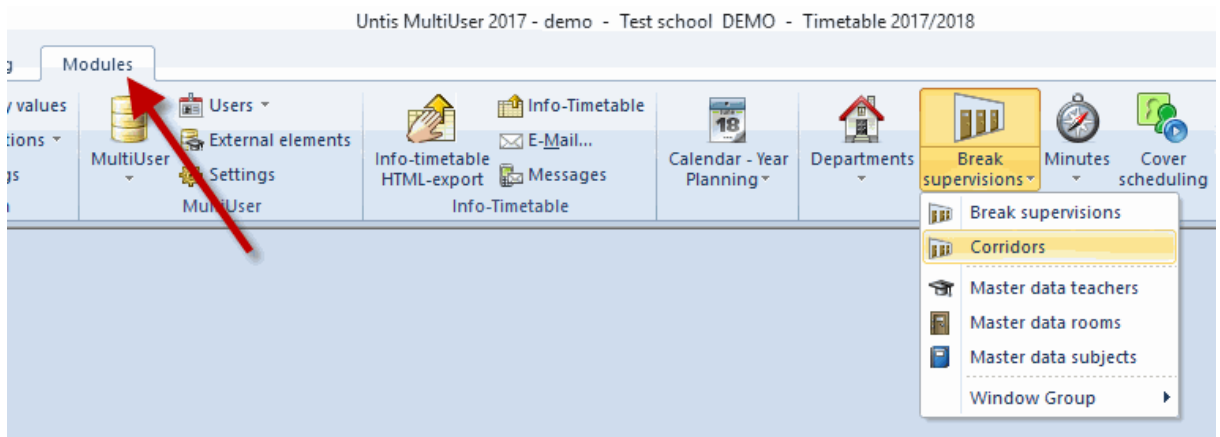 Untis MultiUser 2017 - demo - Test school DEMO - Timetable 2017/2018
Modules
values
MultiUser
Users
External elements
Settings
MultiUser
Info-timetable
HTML-export
Info-Timetable
E-Mail...
Messages
Info-Timetable
18
Calendar - Year
Planning
Departments
Break
supervisions
Minutes
Cover
scheduling
Break supervisions
Corridors
Master data teachers
Master data rooms
Master data subjects
Window Group